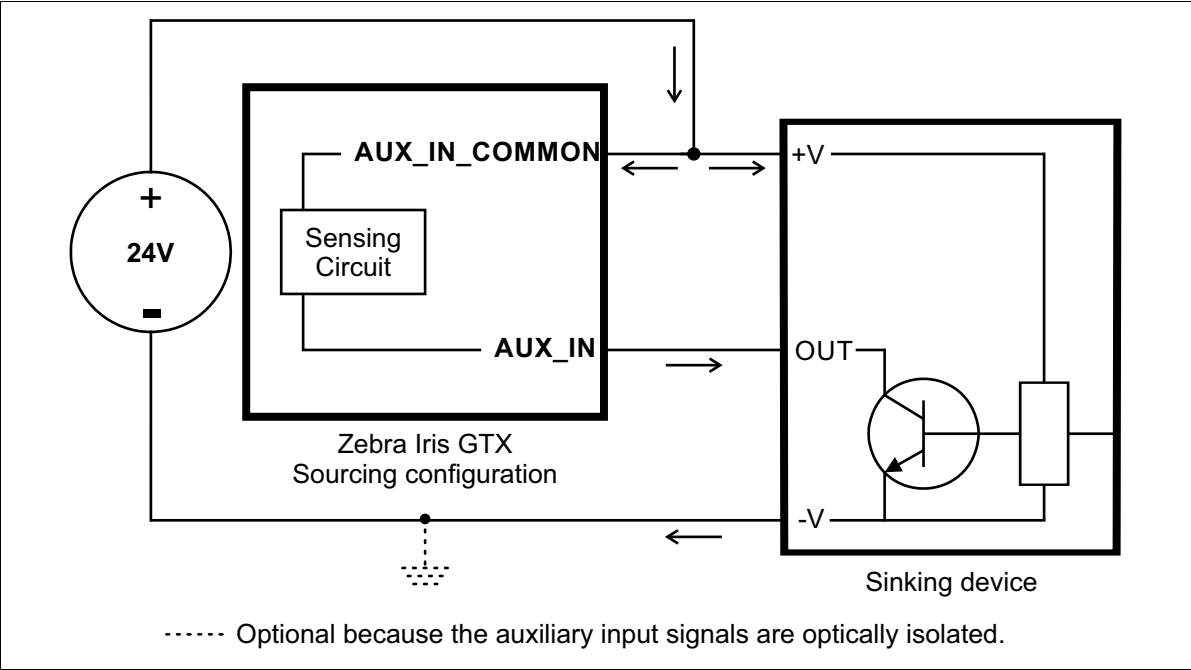 AUX_IN_COMMON
+V
+
24V
-
Sensing
Circuit
AUX_IN
OUT
Zebra Iris GTX
Sourcing configuration
-V
Sinking device
Optional because the auxiliary input signals are optically isolated.